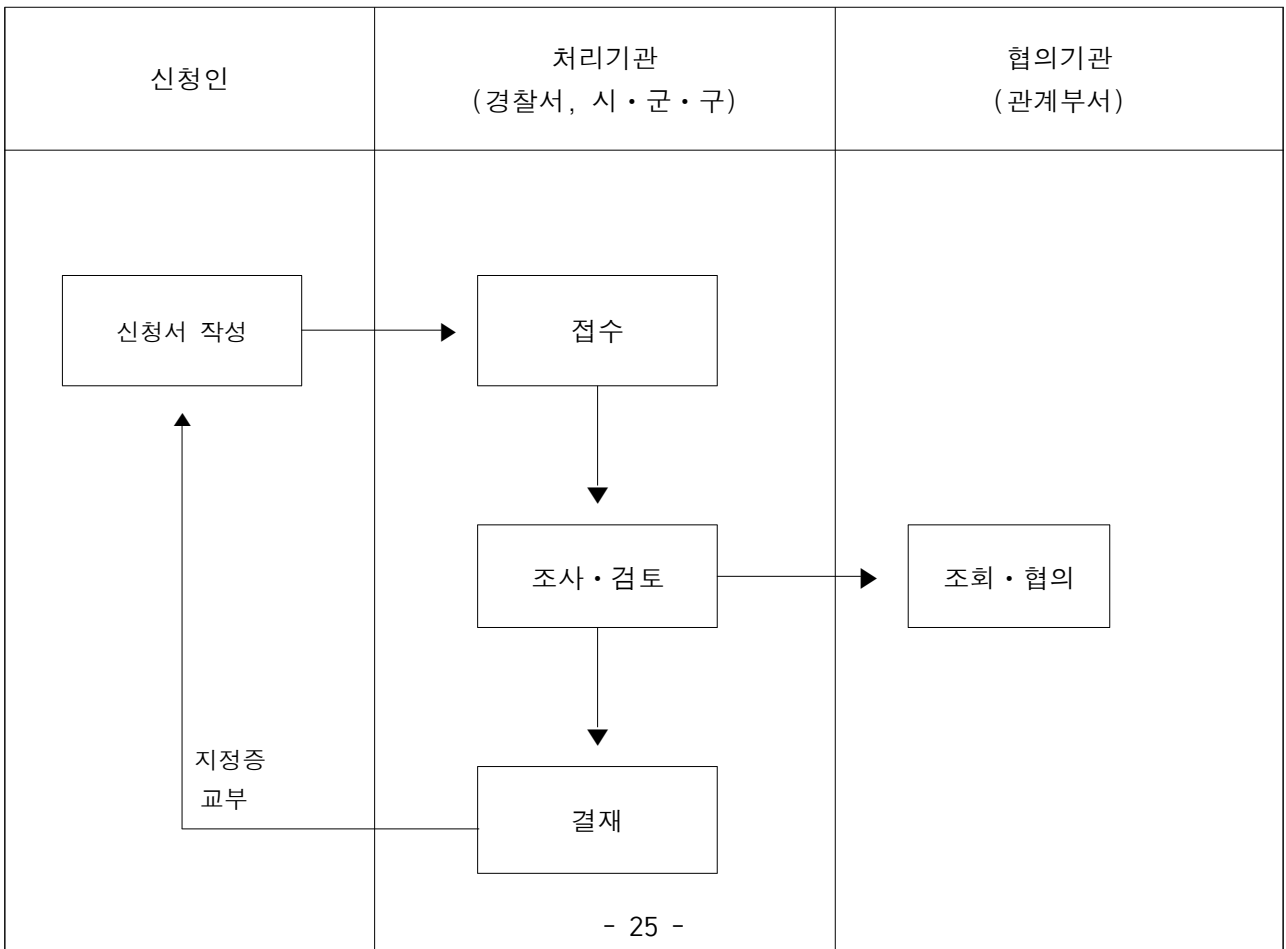 신청인
처리기관
(경찰서, 시・군・구)
협의기관
(관계부서)
신청서 작성
접수
조사・검토
조회・협의
지정증
교부
결재
- 25 -